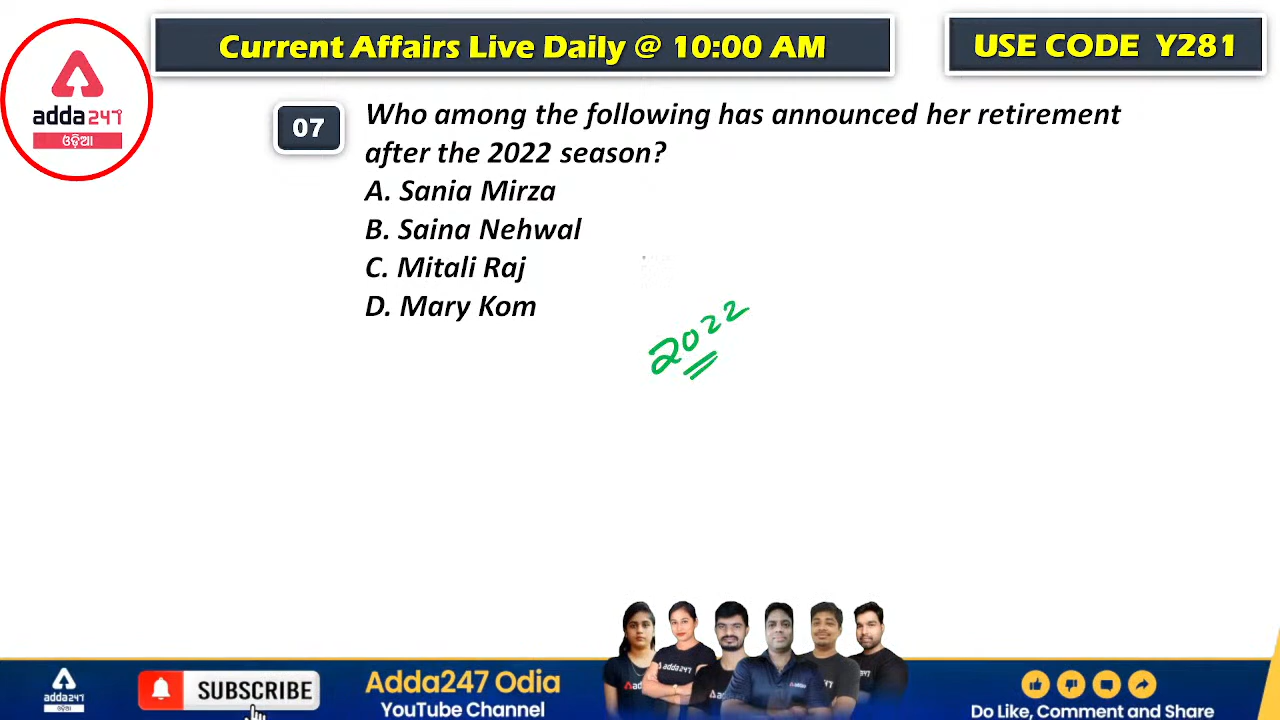 Current Affairs Live Daily @ 10:00 AM
USE CODE Y281
adda247
ଓଡ଼ିଆ
07
Who among the following has announced her retirement
after the 2022 season?
A. Sania Mirza
B. Saina Nehwal
C. Mitali Raj
D. Mary Kom
2022
adda247
ଓଡ଼ିଆ
SUBSCRIBE
Adda247 Odia
YouTube Channel
adda247
Do Like, Comment and Share